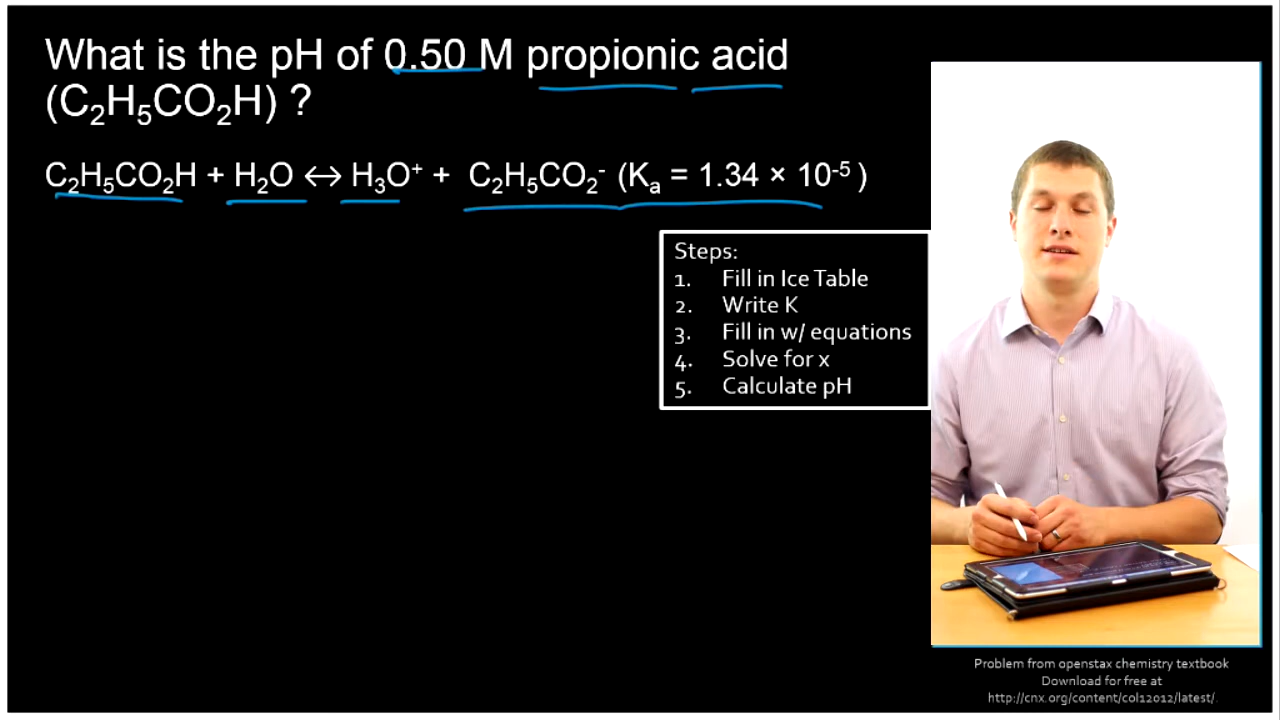 What is the pH of 0.50 M propionic acid
(C₂H₅CO₂H) ?
C₂H₅CO₂H + H₂O ↔ H₃O⁺ + C₂H₅CO₂⁻ (Kₐ = 1.34 × 10⁻⁵ )
Steps:
1. Fill in Ice Table
2. Write K
3. Fill in w/ equations
4. Solve for x
5. Calculate pH
Problem from openstax chemistry textbook
Download for free at
http://cnx.org/content/col12012/latest/.